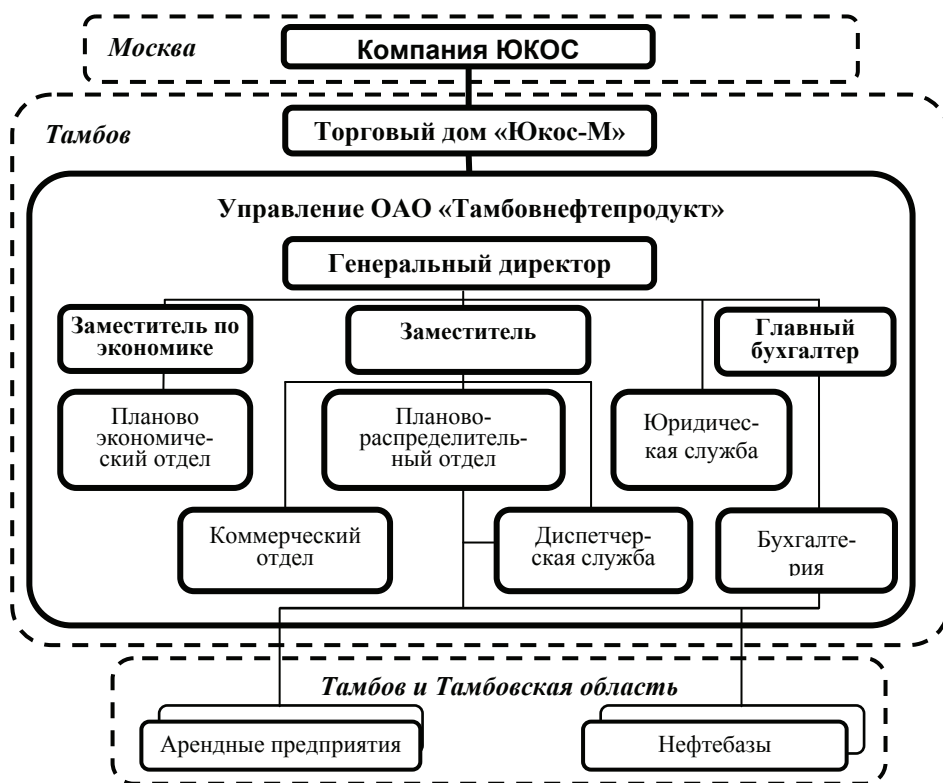 Москва
Компания ЮКОС
Тамбов
Торговый дом «Юкос-М»
Управление ОАО «Тамбовнефтепродукт»
Генеральный директор
Заместитель по
экономике
Заместитель
Главный
бухгалтер
Планово
экономиче-
ский отдел
Планово-
распределитель-
ный отдел
Юридичес-
кая служба
Коммерческий
отдел
Диспетчер-
ская служба
Бухгалте-
рия
Тамбов и Тамбовская область
Арендные предприятия
Нефтебазы